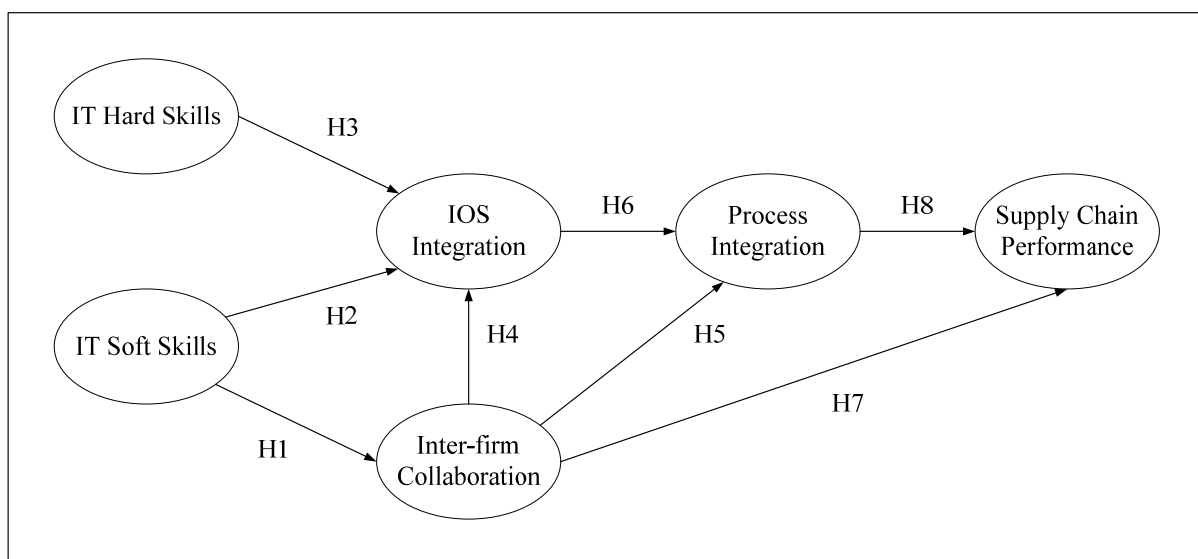 IT Hard Skills
H3
IOS
Integration
H6
Process
Integration
H8
Supply Chain
Performance
H2
H4
H5
IT Soft Skills
H7
H1
Inter-firm
Collaboration